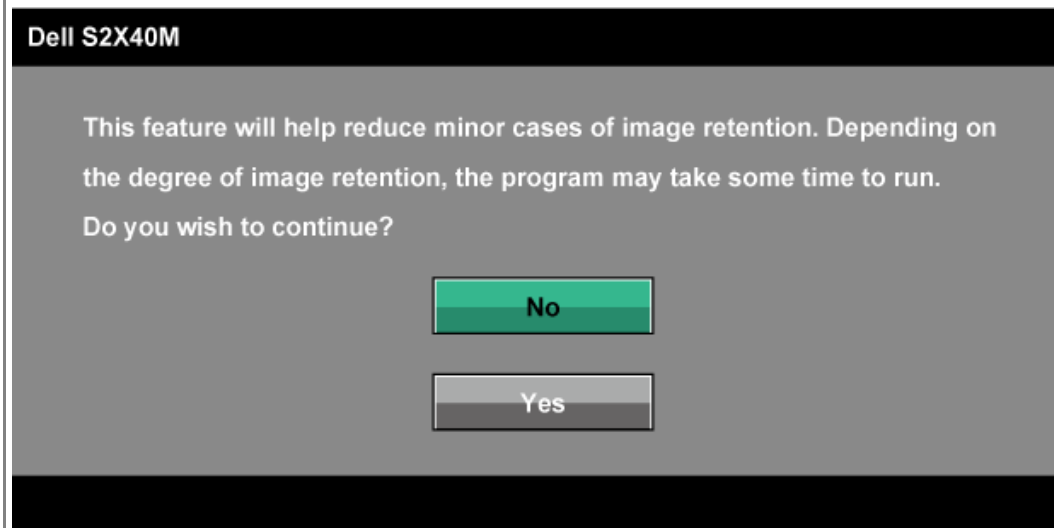 Dell S2X40M
This feature will help reduce minor cases of image retention. Depending on
the degree of image retention, the program may take some time to run.
Do you wish to continue?
No
Yes